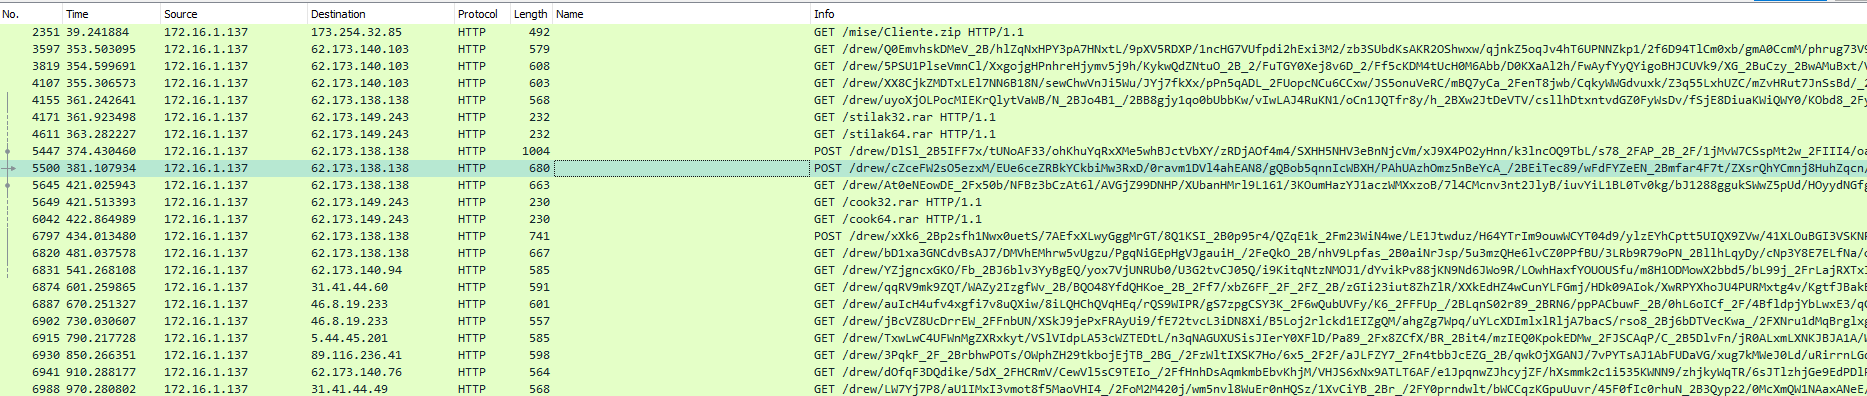 No. Time Source Destination Protocol Length Name Info
2351 39.241884 172.16.1.137 173.254.32.85 HTTP 492 GET /mise/Cliente.zip HTTP/1.1
3597 353.503095 172.16.1.137 62.173.140.103 HTTP 579 GET /drew/Q0EmvhskDMeV_2B/hlZqNxHPY3pA7HNxtL/9pXV5RDXP/1ncHG7VUfpdi2hExi3M2/zb3SUbdKsAKR2OShwxw/qjnkZ5oqJv4hT6UPNNZkp1/2f6D94TlCm0xb/gmA0CcmM/phrug73V9
3819 354.599691 172.16.1.137 62.173.140.103 HTTP 608 GET /drew/5PSU1PlseVmnCl/XxgojgHPnhreHjymv5j9h/KykwQdZNtuO_2B_2/FuTGY0Xej8v6D_2/Ff5cKDM4tUcH0M6Abb/D0KXaAl2h/FwAyfYyQYigoBHJCUVk9/XG_2BuCzy_2BwAMuBxt/V
4107 355.306573 172.16.1.137 62.173.140.103 HTTP 603 GET /drew/XX8CjkZMDTxLEl7NN6B18N/sewChwVnJi5Wu/JYj7fkXx/pPn5qADL_2FUopcNCu6CCxw/JS5onuVeRC/mBQ7yCa_2FenT8jwb/CqkyWWGdvuxk/Z3q55LxhUZC/mZvHRut7JnSsBd/_2
4155 361.242641 172.16.1.137 62.173.138.138 HTTP 568 GET /drew/uyoXjOLPocMIEKrQlytVaWB/N_2BJo4B1_/2BB8gjy1qo0bUbbKw/vIwLAJ4RuKN1/oCn1JQTfr8y/h_2BXw2JtDeVTV/csllhDtxntvdGZ0FyWsDv/fSjE8DiuaKWiQWY0/KObd8_2Fy
4171 361.923498 172.16.1.137 62.173.149.243 HTTP 232 GET /stilak32.rar HTTP/1.1
4611 363.282227 172.16.1.137 62.173.149.243 HTTP 232 GET /stilak64.rar HTTP/1.1
5447 374.430460 172.16.1.137 62.173.138.138 HTTP 1004 POST /drew/DlSl_2B5IFF7x/tUNoAF33/ohKhuYqRxXMe5whBJctVbXY/zRDjAOf4m4/SXHH5NHV3eBnNjcVm/xJ9X4PO2yHnn/k3lncOQ9TbL/s78_2FAP_2B_2F/1jMvW7CSspMt2w_2FIII4/oa
5500 381.107934 172.16.1.137 62.173.138.138 HTTP 680 POST /drew/cZceFW2sO5ezxM/EUe6ceZRBkYCkbiMw3RxD/0ravm1DVl4ahEAN8/gQBob5qnnIcWBXH/PAhUAzhOmz5nBeYcA_/2BEiTec89/wFdFYZeEN_2Bmfar4F7t/ZXsrQhYCmnj8HuhZqcn/
5645 421.025943 172.16.1.137 62.173.138.138 HTTP 663 GET /drew/At0eNEowDE_2Fx50b/NFBz3bCzAt6l/AVGjZ99DNHP/XUbanHMrl9L161/3KOumHazYJ1aczWMXxzoB/7l4CMcnv3nt2JlyB/iuvYiL1BL0Tv0kg/bJ1288ggukSWwZ5pUd/HOyydNGfg
5649 421.513393 172.16.1.137 62.173.149.243 HTTP 230 GET /cook32.rar HTTP/1.1
6042 422.864989 172.16.1.137 62.173.149.243 HTTP 230 GET /cook64.rar HTTP/1.1
6797 434.013480 172.16.1.137 62.173.138.138 HTTP 741 POST /drew/xXk6_2Bp2sfh1Nwx0uetS/7AEfxXLwyGggMrGT/8Q1KSI_2B0p95r4/QZqE1k_2Fm23WiN4we/LE1Jtwduz/H64YTrIm9ouwWCYT04d9/ylzEYhCptt5UIQX9ZVw/41XLOuBGI3VSKNR
6820 481.037578 172.16.1.137 62.173.138.138 HTTP 667 GET /drew/bD1xa3GNCdvBsAJ7/DMVhEMhrw5vUgzu/PgqNiGEpHgVJgauiH_/2FeQkO_2B/nhV9Lpfas_2B0aiNrJsp/5u3mzQHe6lvCZ0PPfBU/3LRb9R79oPN_2BllhLqyDy/cNp3Y8E7ELfNa/c
6831 541.268108 172.16.1.137 62.173.140.94 HTTP 585 GET /drew/YZjgncxGKO/Fb_2BJ6blv3YyBgEQ/yox7VjUNRUb0/U3G2tvCJ05Q/i9KitqNtzNMOJ1/dYvikPv88jKN9Nd6JWo9R/LOwhHaxfYOUOUSfu/m8H1ODMowX2bbd5/bL99j_2FrLajRXTxI
6874 601.259865 172.16.1.137 31.41.44.60 HTTP 591 GET /drew/qqRV9mk9ZQT/WAZy2IzgfWv_2B/BQO48YfdQHKoe_2B_2Ff7/xbZ6FF_2F_2FZ_2B/zGIi23iut8ZhZlR/XXkEdHZ4wCunYLFGmj/HDk09AIok/XwRPYXhoJU4PURMxtg4v/KgtfJBakB
6887 670.251327 172.16.1.137 46.8.19.233 HTTP 601 GET /drew/auIcH4ufv4xgfi7v8uQXiw/8iLQHChQVqHEq/rQS9WIPR/gS7zpgCSY3K_2F6wQubUVFy/K6_2FFFUp_/2BLqnS02r89_2BRN6/ppPACbuwF_2B/0hL6oICf_2F/4BfldpjYbLwxE3/q
6902 730.030607 172.16.1.137 46.8.19.233 HTTP 557 GET /drew/jBcVZ8UcDrrEW_2FFnbUN/XSkJ9jePxFRAyUi9/fE72tvcL3iDN8Xi/B5Loj2rlckd1EIZgQM/ahgZg7Wpq/uYLcXDImlxlRljA7bacS/rso8_2Bj6bDTVecKwa_/2FXNru1dMqBrglx
6915 790.217728 172.16.1.137 5.44.45.201 HTTP 585 GET /drew/TxwLwC4UFWnMgZXRxkyt/VSlVIdpLA53cWZTEDtL/n3qNAGUXUSisJIerY0XFlD/Pa89_2Fx8ZCfX/BR_2Bit4/mzIEQ0KpokEDMw_2FJSCAqP/C_2B5DlvFn/jR0ALxmLXNKJBJA1A/W
6930 850.266351 172.16.1.137 89.116.236.41 HTTP 598 GET /drew/3PqkF_2F_2BrbhwPOTs/OWphZH29tkbojEjTB_2BG_/2FzWltIXSK7Ho/6x5_2F2F/aJLFZY7_2Fn4tbbJcEZG_2B/qwkOjXGANJ/7vPYTsAJ1AbFUDaVG/xug7kMWeJ0Ld/uRirrnLGc
6941 910.288177 172.16.1.137 62.173.140.76 HTTP 564 GET /drew/dOfqF3DQdike/5dX_2FHCRmV/CewVl5sC9TEIo_/2FfHnhDsAqmkmbEbvKhjM/VHJS6xNx9ATLT6AF/e1JpqnwZJhcyjZF/hXsmmk2c1i535KWNN9/zhjkyWqTR/6sJTlzhjGe9EdPDlP
6988 970.280802 172.16.1.137 31.41.44.49 HTTP 568 GET /drew/LW7Yj7P8/aU1IMxI3vmot8f5MaoVHI4_/2FoM2M420j/wm5nvl8WuEr0nHQSz/1XvCiYB_2Br_/2FY0prndwlt/bWCCqzKGpuUuvr/45F0fIc0rhuN_2B3Qyp22/0McXmQW1NAaxANeE/